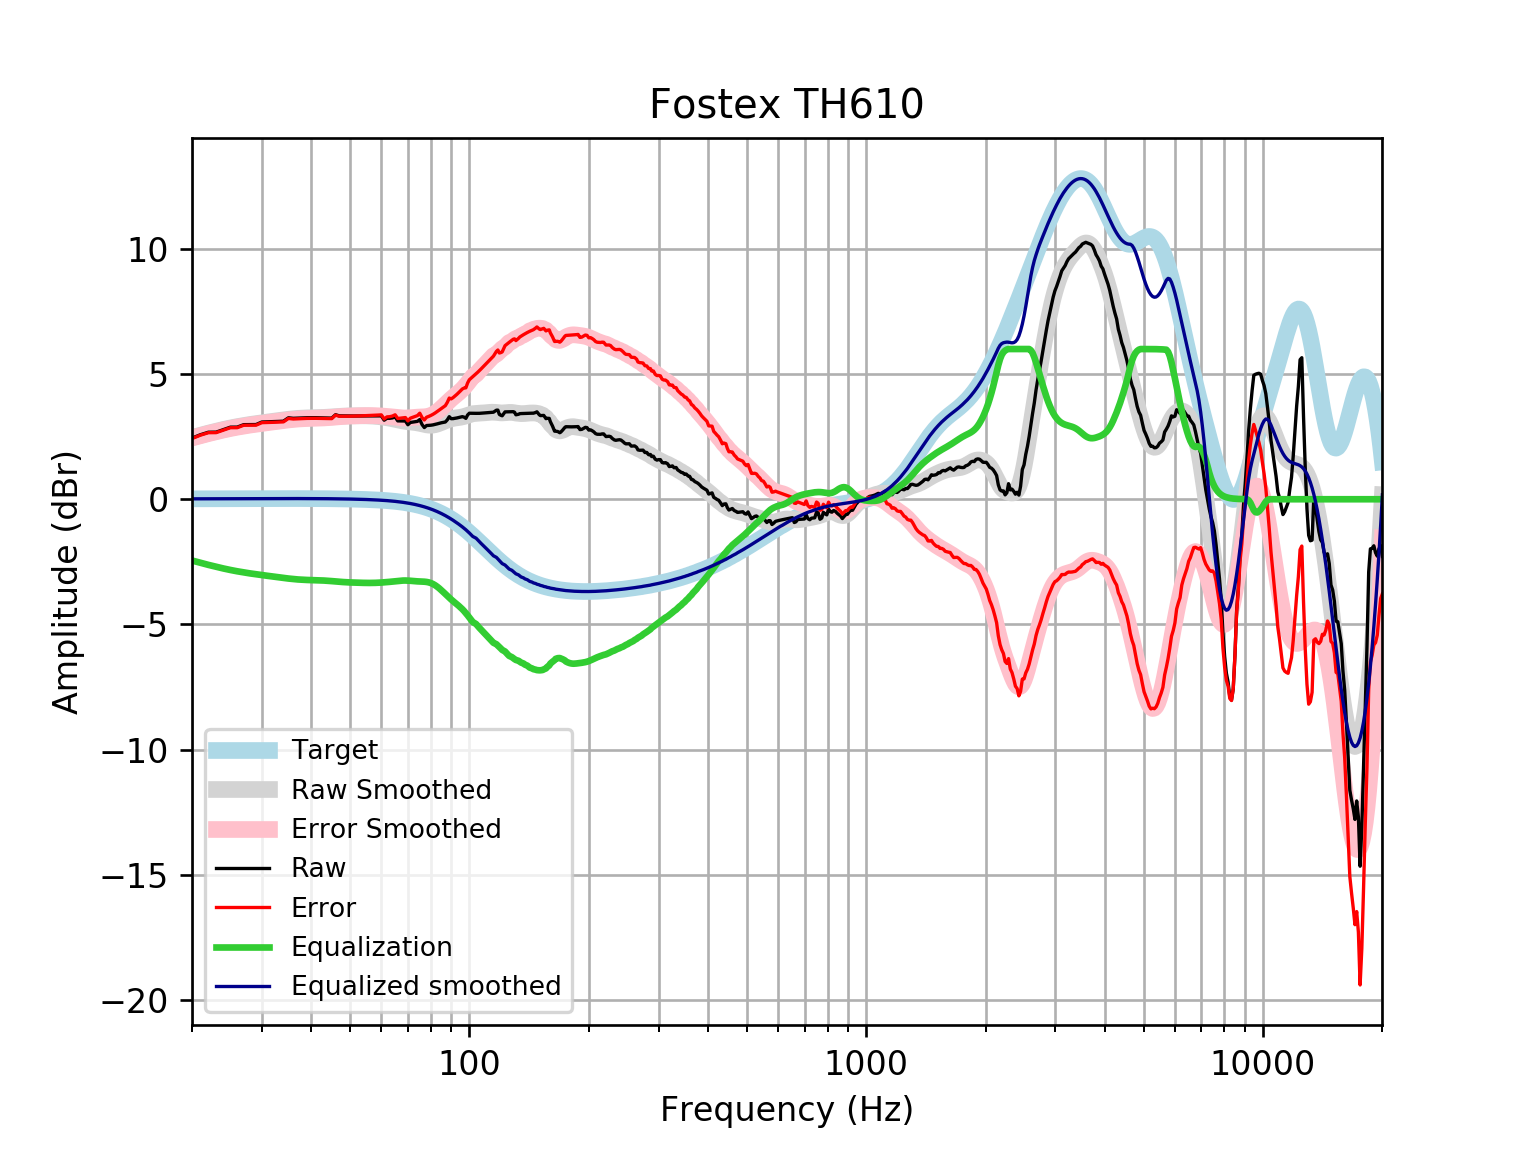 Fostex TH610
Amplitude (dBr)
10
5
0
−5
−10
−15
−20
Target
Raw Smoothed
Error Smoothed
Raw
Error
Equalization
Equalized smoothed
100
1000
10000
Frequency (Hz)